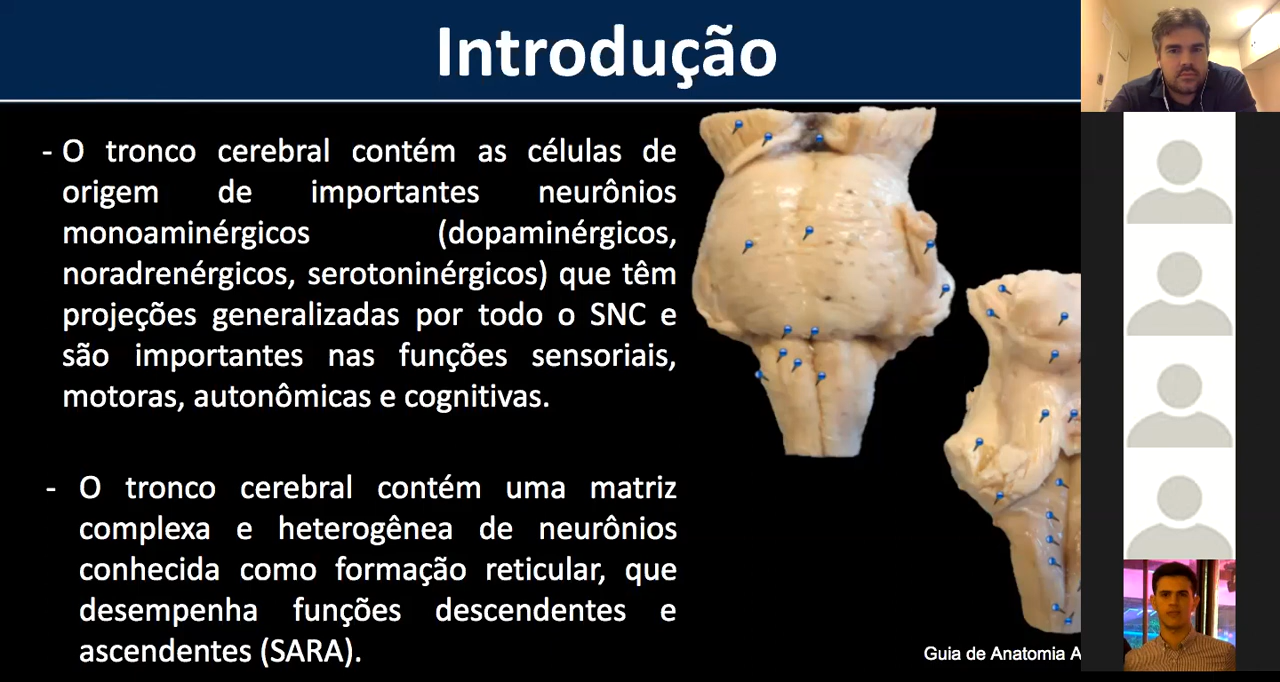 Introdução
- O tronco cerebral contém as células de
origem de importantes neurônios
monoaminérgicos (dopaminérgicos,
noradrenérgicos, serotoninérgicos) que têm
projeções generalizadas por todo o SNC e
são importantes nas funções sensoriais,
motoras, autonômicas e cognitivas.
- O tronco cerebral contém uma matriz
complexa e heterogênea de neurônios
conhecida como formação reticular, que
desempenha funções descendentes e
ascendentes (SARA).
Guia de Anatomia A